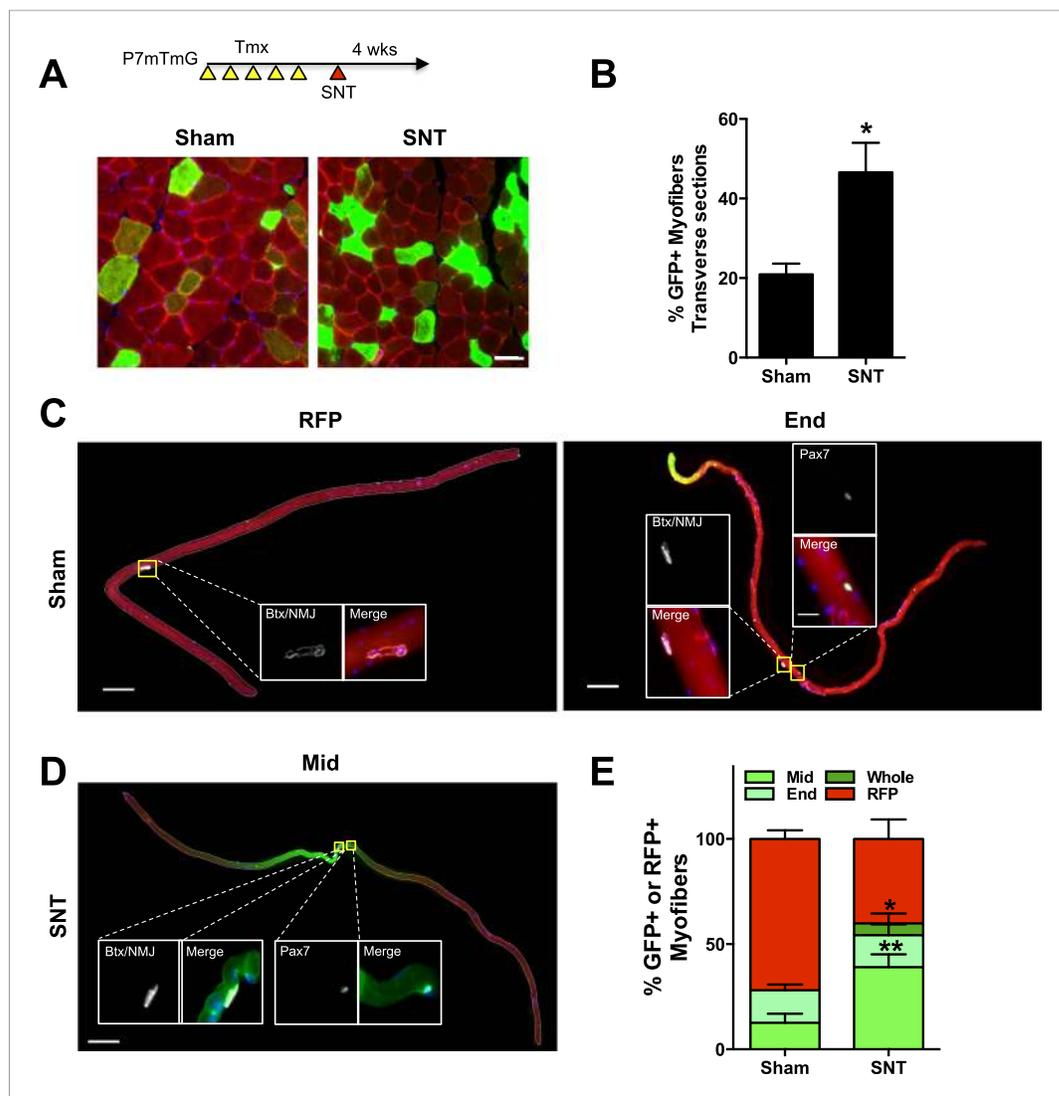 A
P7mTmG
Tmx
4 wks
SNT
Sham
SNT
B
% GFP+ Myofibers
Transverse sections
60
40
20
0
*
Sham
SNT
C
RFP
End
Sham
Btx/NMJ
Merge
Btx/NMJ
Merge
Pax7
Merge
D
Mid
SNT
Btx/NMJ
Merge
Pax7
Merge
E
Mid
Whole
End
RFP
% GFP+ or RFP+
Myofibers
100
50
0
*
**
Sham
SNT